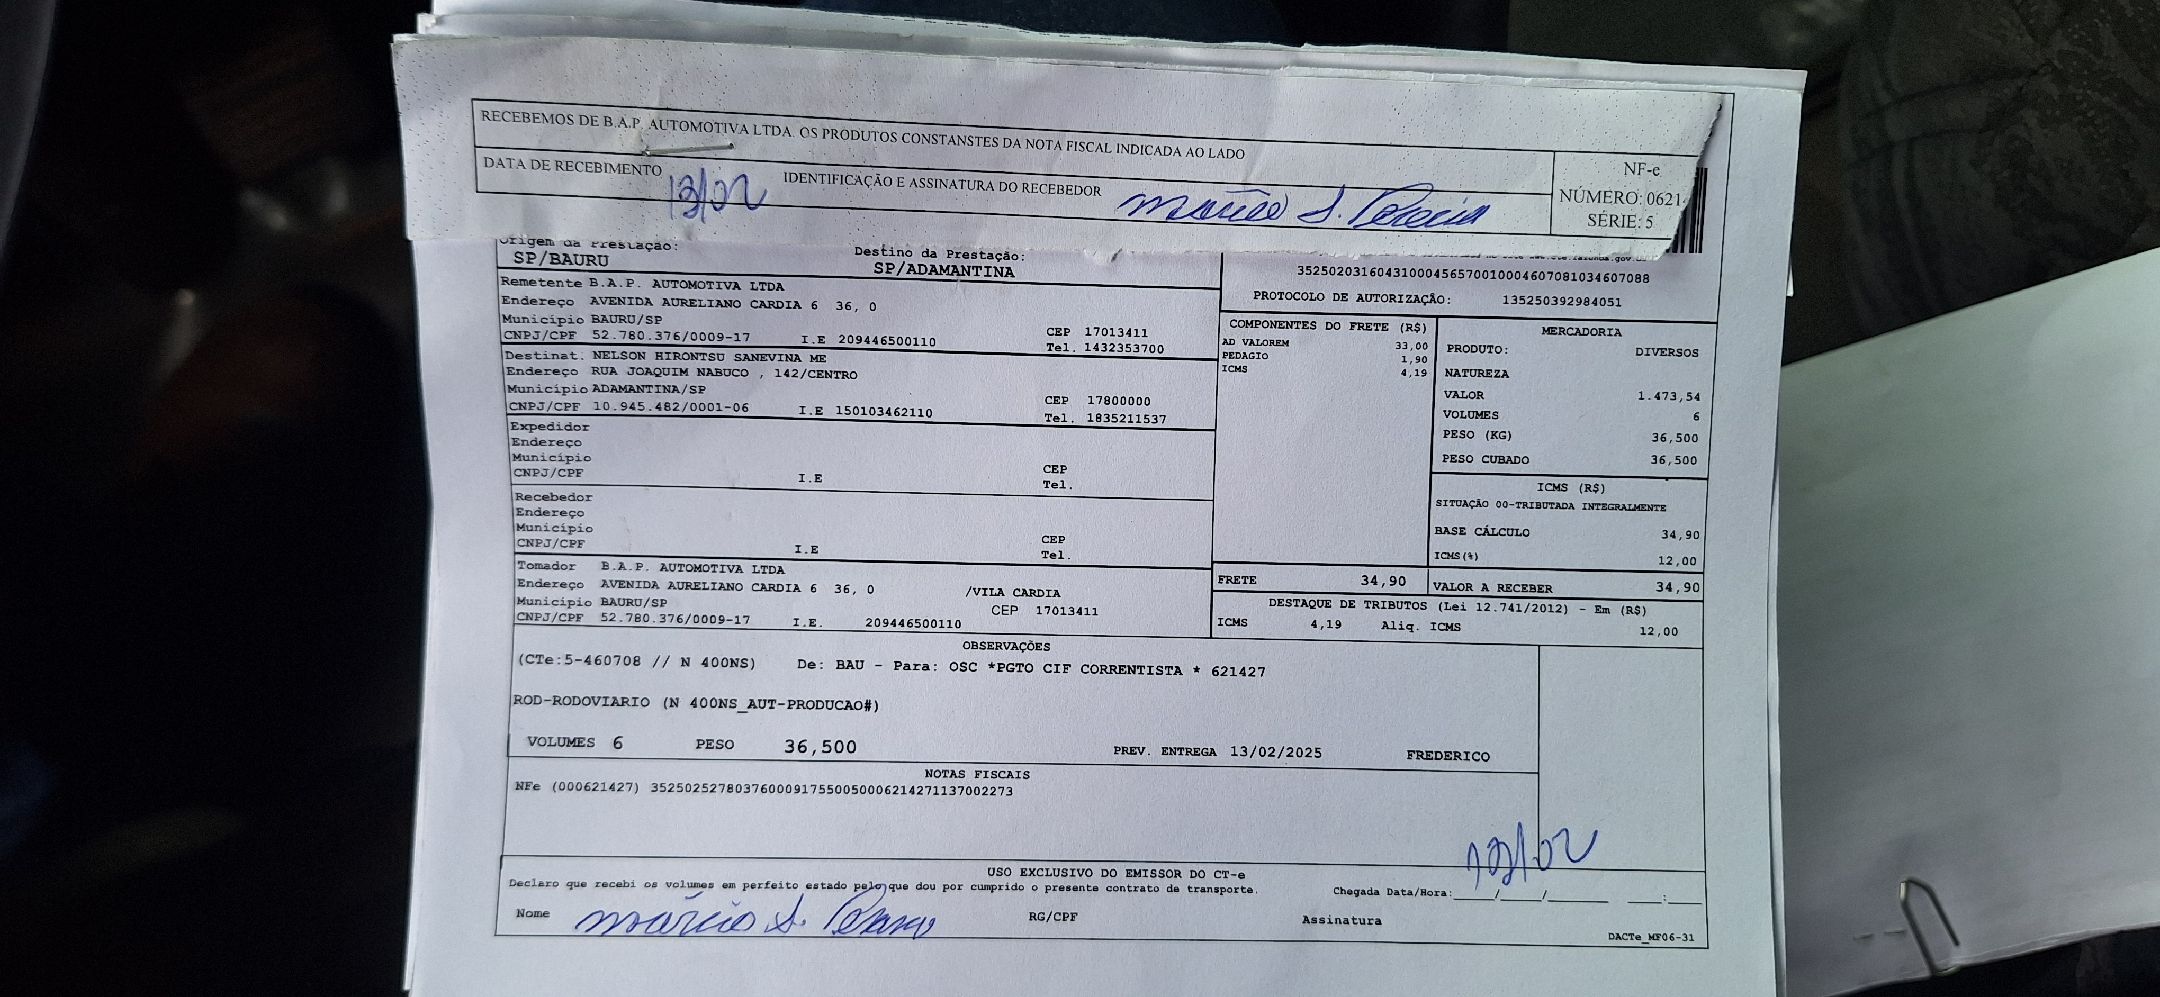 RECEBEMOS DE B.A.P. AUTOMOTIVA LTDA. OS PRODUTOS CONSTANSTES DA NOTA FISCAL INDICADA AO LADO
DATA DE RECEBIMENTO 13/02 IDENTIFICAÇÃO E ASSINATURA DO RECEBEDOR
NF-e
NÚMERO: 0621
SÉRIE: 5
Origem da Prestação:
SP/BAURU
Destino da Prestação:
SP/ADAMANTINA
Remetente B.A.P. AUTOMOTIVA LTDA
Endereço AVENIDA AURELIANO CARDIA 6 36, 0
Município BAURU/SP CEP 17013411
CNPJ/CPF 52.780.376/0009-17 I.E 209446500110 Tel. 1432353700
Destinat. NELSON HIRONTSU SANEVINA ME
Endereço RUA JOAQUIM NABUCO , 142/CENTRO
Município ADAMANTINA/SP CEP 17800000
CNPJ/CPF 10.945.482/0001-06 I.E 150103462110 Tel. 1835211537
Expedidor
Endereço
Município CEP
CNPJ/CPF I.E Tel.
Recebedor
Endereço
Município CEP
CNPJ/CPF I.E Tel.
Tomador B.A.P. AUTOMOTIVA LTDA
Endereço AVENIDA AURELIANO CARDIA 6 36, 0 /VILA CARDIA
Município BAURU/SP CEP 17013411
CNPJ/CPF 52.780.376/0009-17 I.E. 209446500110
35250203160431000456570010004607081034607088
PROTOCOLO DE AUTORIZAÇÃO: 135250392984051
COMPONENTES DO FRETE (R$)
AD VALOREM 33,00
PEDAGIO 1,90
ICMS 4,19
MERCADORIA
PRODUTO: DIVERSOS
NATUREZA
VALOR 1.473,54
VOLUMES 6
PESO (KG) 36,500
PESO CUBADO 36,500
ICMS (R$)
SITUAÇÃO 00-TRIBUTADA INTEGRALMENTE
BASE CÁLCULO 34,90
ICMS(%) 12,00
FRETE 34,90 VALOR A RECEBER 34,90
DESTAQUE DE TRIBUTOS (Lei 12.741/2012) - Em (R$)
ICMS 4,19 Aliq. ICMS 12,00
OBSERVAÇÕES
(CTe:5-460708 // N 400NS) De: BAU - Para: OSC *PGTO CIF CORRENTISTA * 621427
ROD-RODOVIARIO (N 400NS_AUT-PRODUCAO#)
VOLUMES 6 PESO 36,500 PREV. ENTREGA 13/02/2025 FREDERICO
NOTAS FISCAIS
NFe (000621427) 35250252780376000917550050006214271137002273
USO EXCLUSIVO DO EMISSOR DO CT-e
Declaro que recebi os volumes em perfeito estado pelo que dou por cumprido o presente contrato de transporte. Chegada Data/Hora: ____/____/______ ____:____
Nome márcio S. RG/CPF Assinatura
DACTe_MF06-31